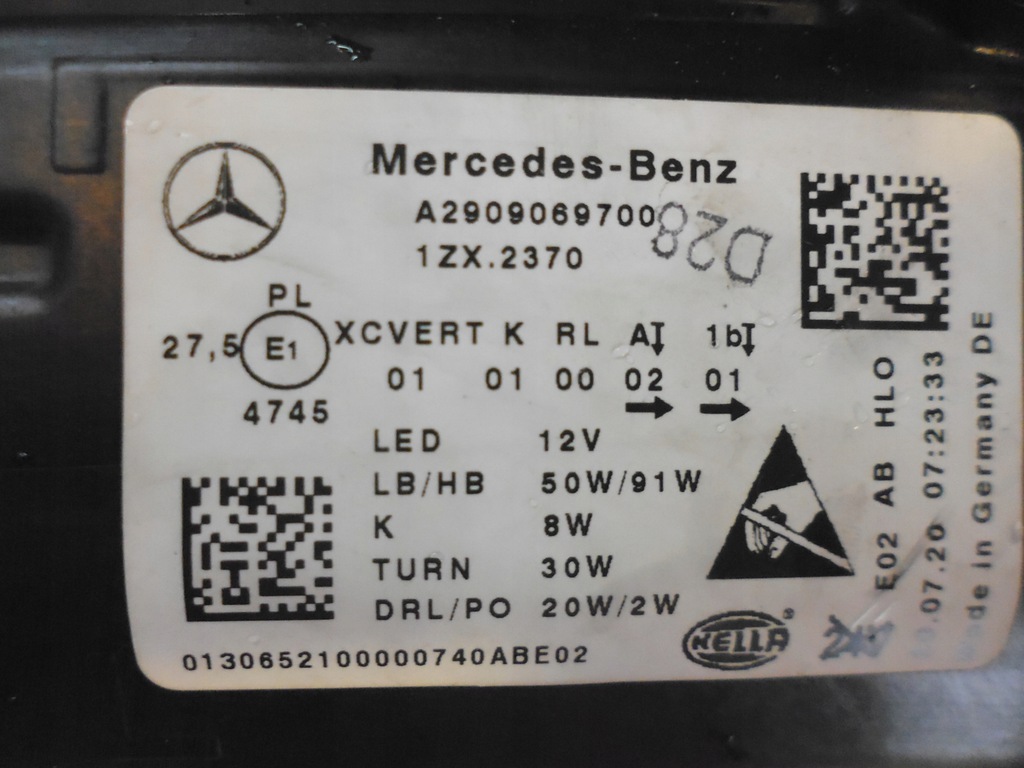 Mercedes-Benz
A2909069700
1ZX.2370
D28
PL
27,5 E1 XCVERT K RL A 1b
01 01 00 02 01
4745
LED 12V
LB/HB 50W/91W
K 8W
TURN 30W
DRL/PO 20W/2W
0130652100000740ABE02
HELLA ®
E02 AB HLO
07.20 07:23:33
Made in Germany DE